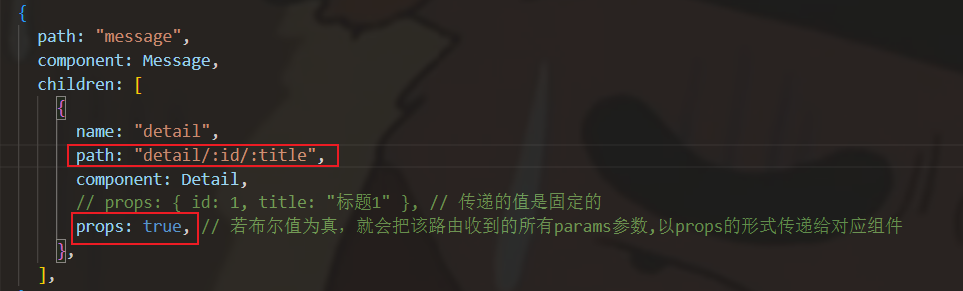 {
path: "message",
component: Message,
children: [
{
name: "detail",
path: "detail/:id/:title",
component: Detail,
// props: { id: 1, title: "标题1" }, // 传递的值是固定的
props: true, // 若布尔值为真，就会把该路由收到的所有params参数,以props的形式传递给对应组件
},
],